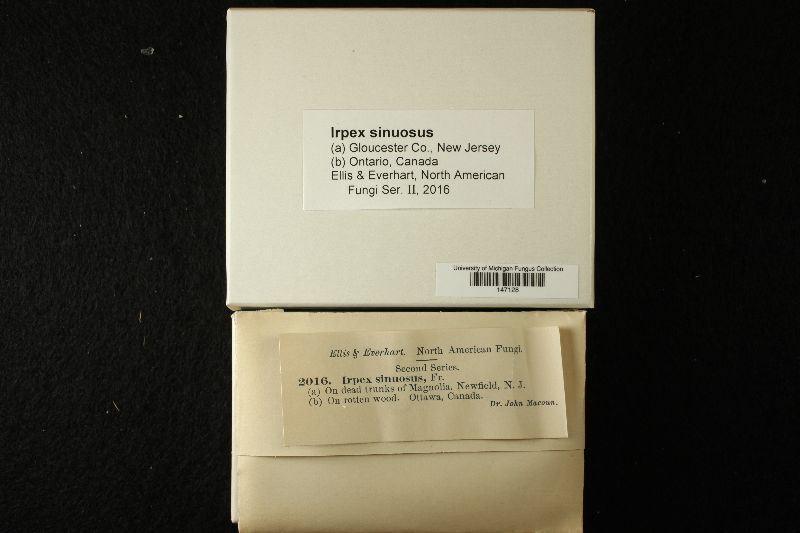 Irpex sinuosus
(a) Gloucester Co., New Jersey
(b) Ontario, Canada
Ellis & Everhart, North American
Fungi Ser. II, 2016
University of Michigan Fungus Collection
147128
Ellis & Everhart. North American Fungi.
Second Series.
2016. Irpex sinuosus, Fr.
(a) On dead trunks of Magnolia, Newfield, N. J.
(b) On rotten wood. Ottawa, Canada.
Dr. John Macoun.